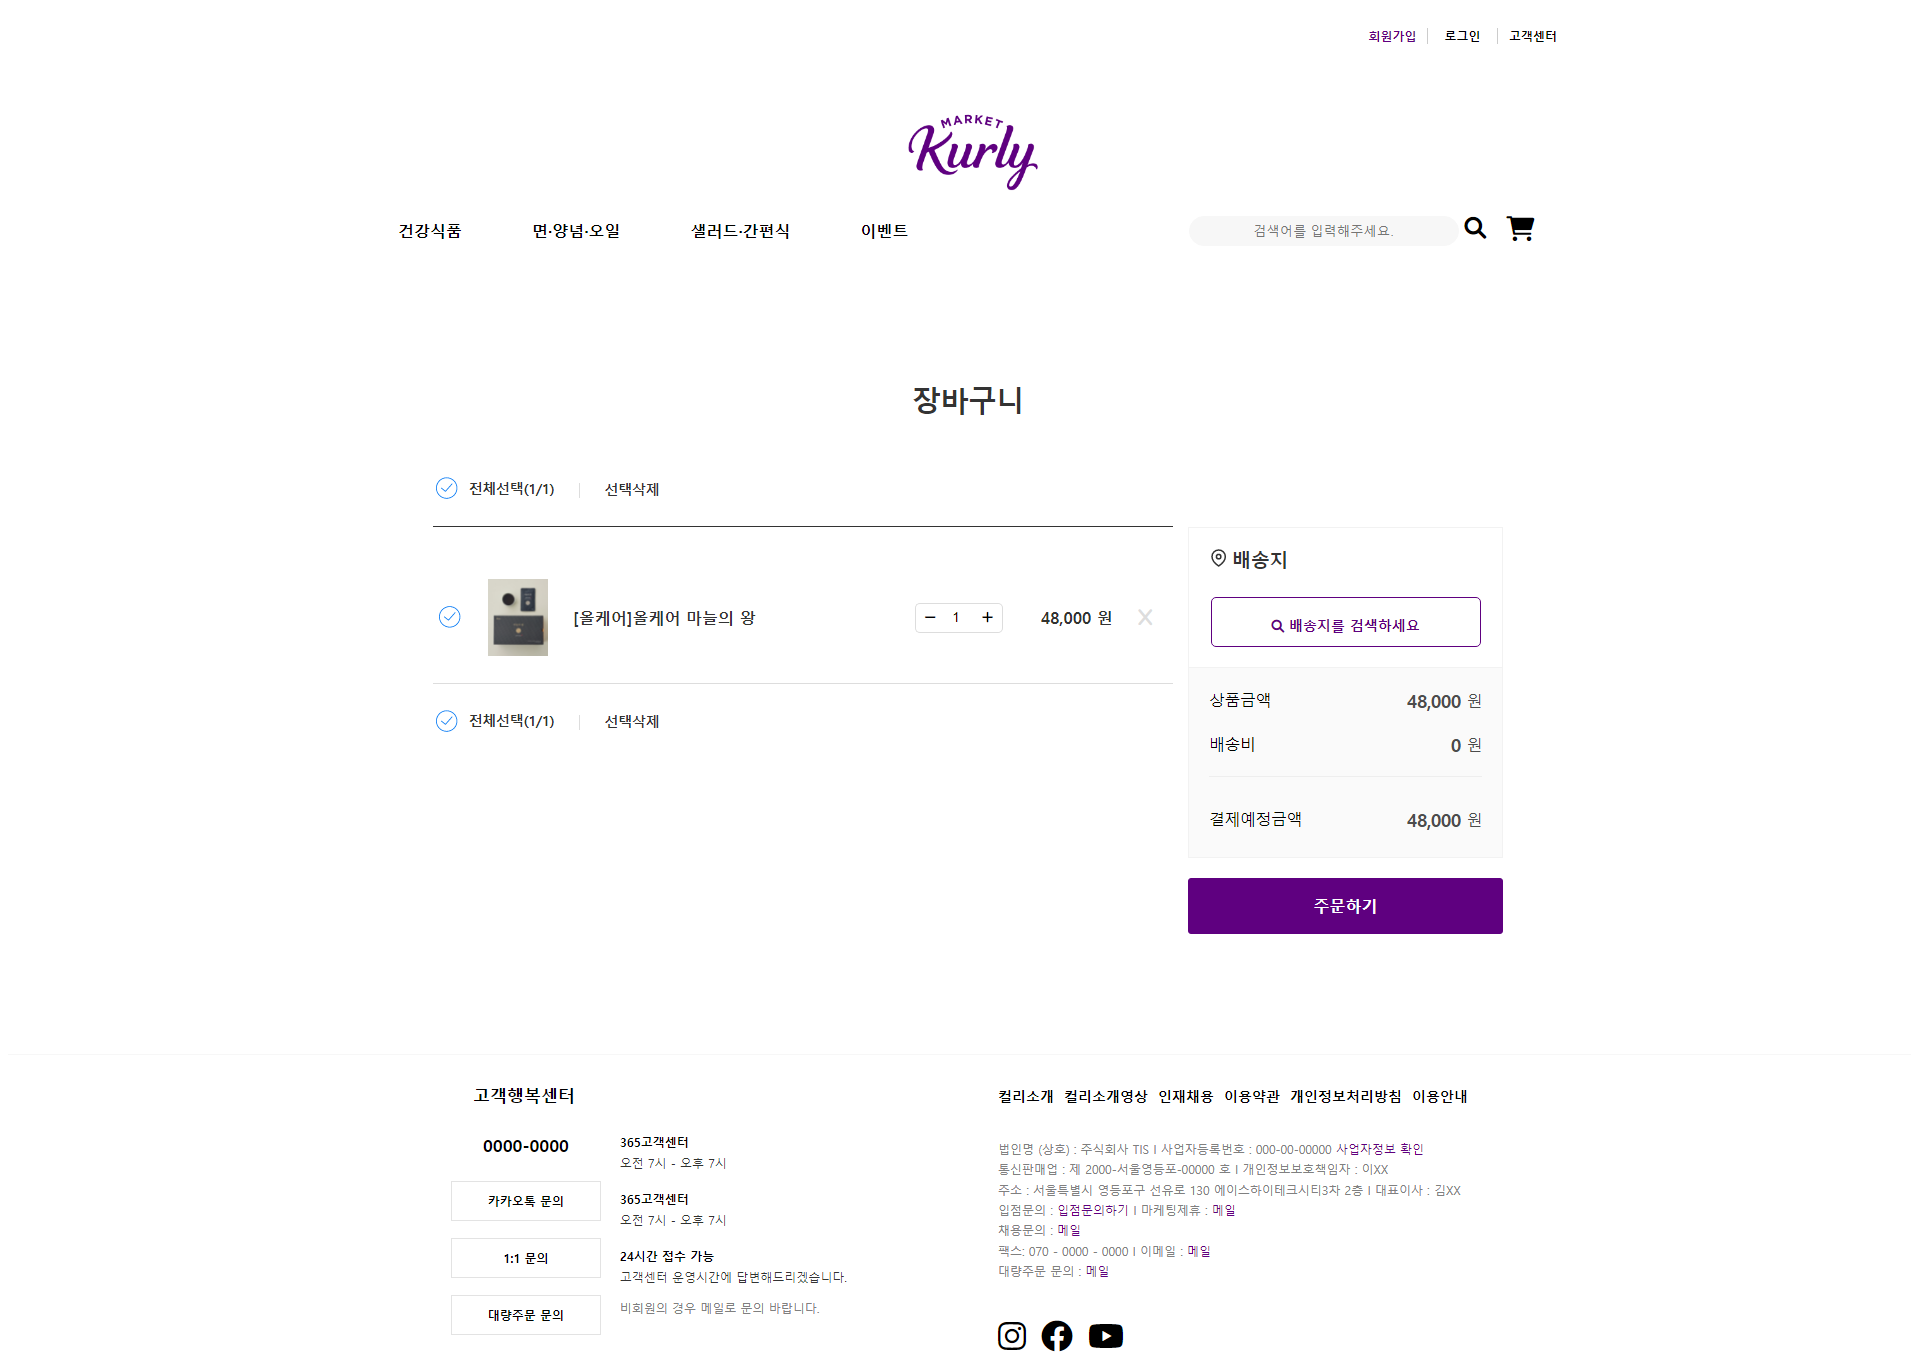 회원가입 로그인 고객센터
MARKET
Kurly
건강식품 면·양념·오일 샐러드·간편식 이벤트 검색어를 입력해주세요.
장바구니
전체선택(1/1) 선택삭제
배송지
배송지를 검색하세요
[올케어]올케어 마늘의 왕 1 48,000 원
상품금액 48,000 원
전체선택(1/1) 선택삭제
배송비 0 원
결제예정금액 48,000 원
주문하기
고객행복센터
0000-0000
365고객센터
오전 7시 - 오후 7시
카카오톡 문의
365고객센터
오전 7시 - 오후 7시
1:1 문의
24시간 접수 가능
고객센터 운영시간에 답변해드리겠습니다.
대량주문 문의
비회원의 경우 메일로 문의 바랍니다.
컬리소개 컬리소개영상 인재채용 이용약관 개인정보처리방침 이용안내
법인명 (상호) : 주식회사 TIS I 사업자등록번호 : 000-00-00000 사업자정보 확인
통신판매업 : 제 2000-서울영등포-00000 호 I 개인정보보호책임자 : 이XX
주소 : 서울특별시 영등포구 선유로 130 에이스하이테크시티3차 2층 I 대표이사 : 김XX
입점문의 : 입점문의하기 I 마케팅제휴 : 메일
채용문의 : 메일
팩스: 070 - 0000 - 0000 I 이메일 : 메일
대량주문 문의 : 메일